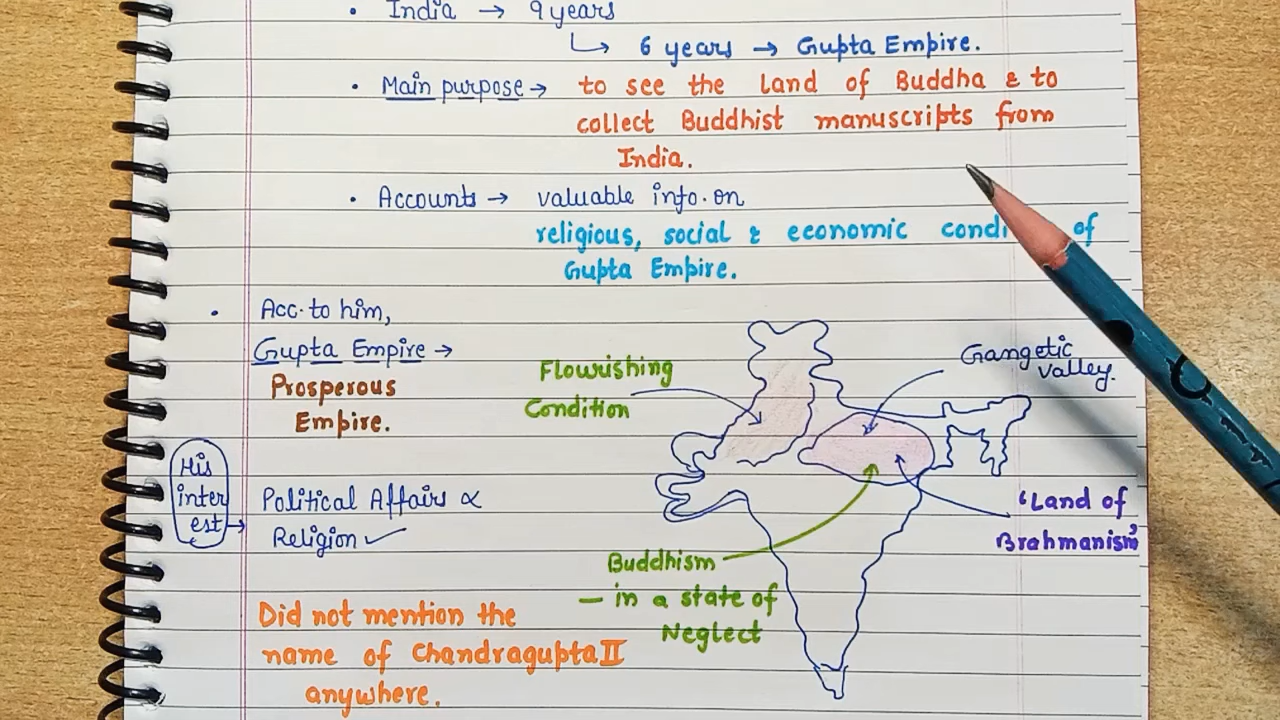 • India → 9 years
↳ 6 years → Gupta Empire.
• Main purpose → to see the Land of Buddha & to
collect Buddhist manuscripts from
India.
• Accounts → valuable info. on
religious, social & economic condi of
Gupta Empire.
• Acc. to him,
Gupta Empire →
Prosperous
Empire.
Flourishing
Condition
Gangetic
valley.
His
inter
est →
Political Affairs ∝
Religion ✓
'Land of
Brahmanism'
Buddhism
— in a state of
Neglect
Did not mention the
name of Chandragupta II
anywhere.